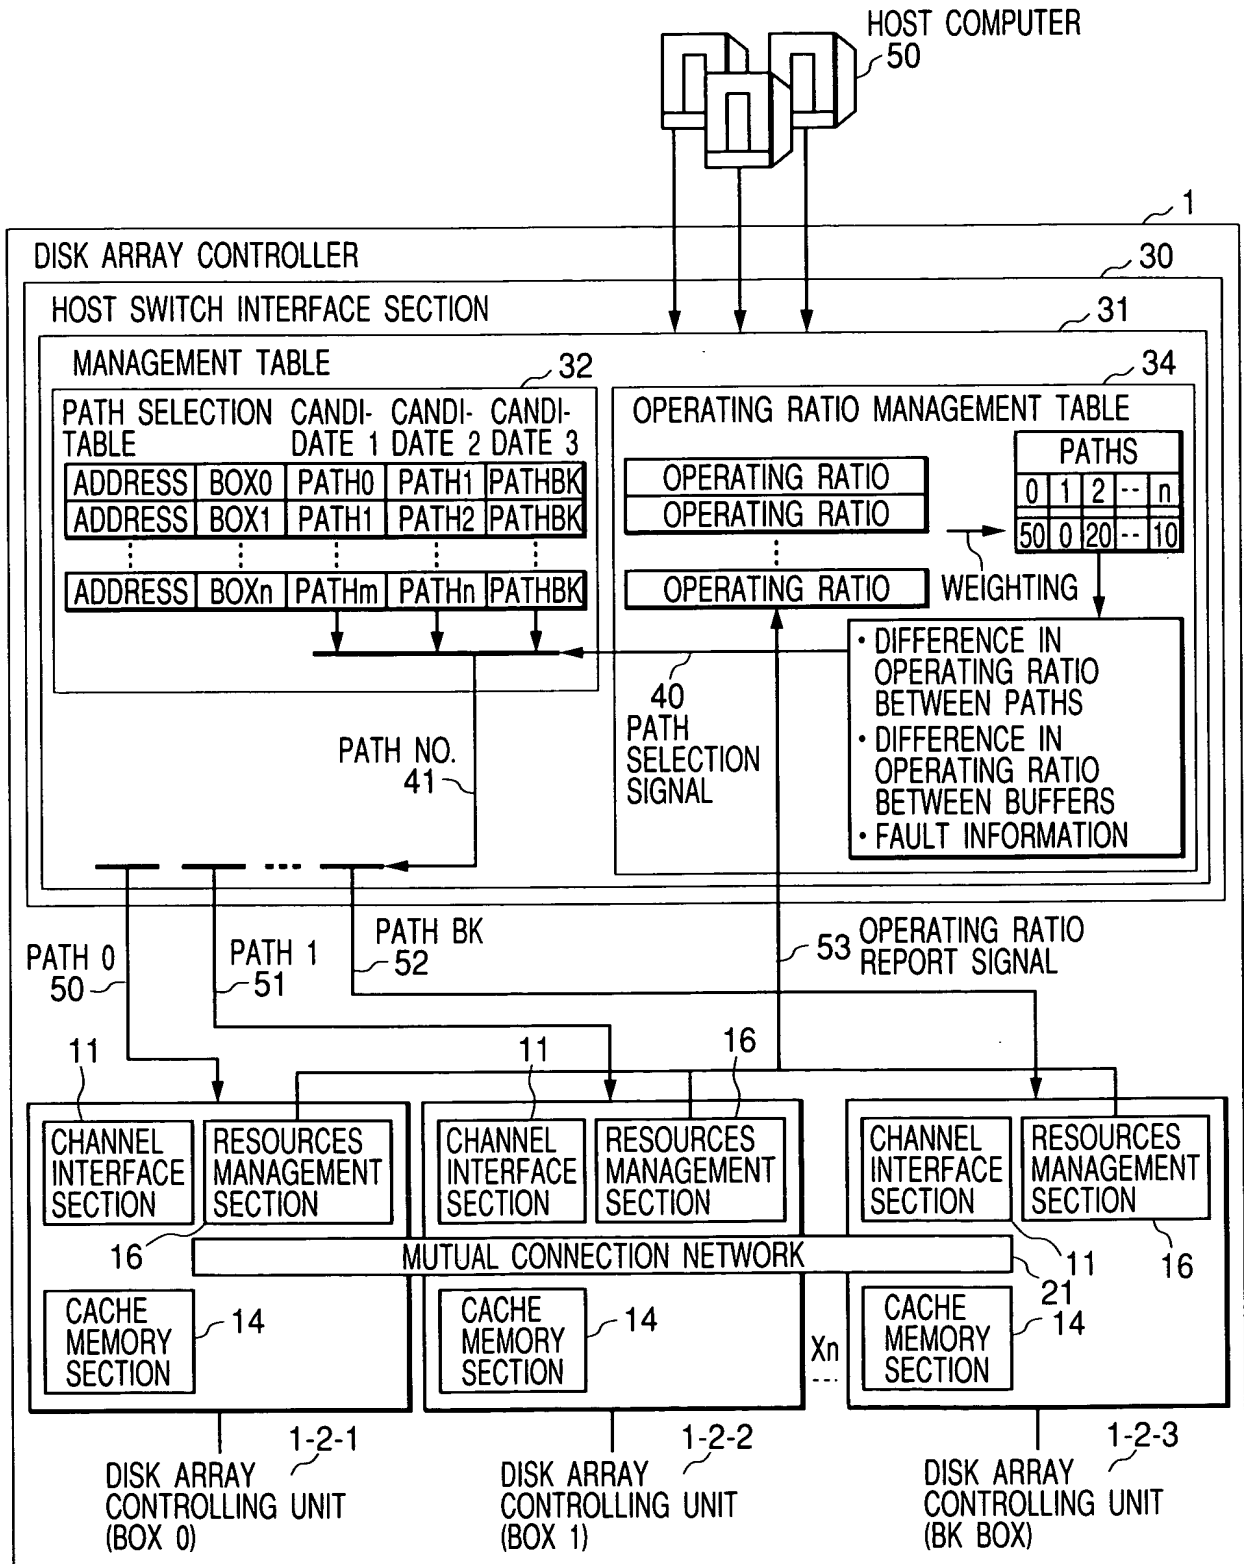 HOST COMPUTER
50
1
DISK ARRAY CONTROLLER
30
HOST SWITCH INTERFACE SECTION
31
MANAGEMENT TABLE
32
34
PATH SELECTION TABLE
CANDI-
DATE 1
CANDI-
DATE 2
CANDI-
DATE 3
ADDRESS BOX0 PATH0 PATH1 PATHBK
ADDRESS BOX1 PATH1 PATH2 PATHBK
ADDRESS BOXn PATHm PATHn PATHBK
OPERATING RATIO MANAGEMENT TABLE
OPERATING RATIO
OPERATING RATIO
OPERATING RATIO
PATHS
0 1 2 -- n
50 0 20 -- 10
WEIGHTING
• DIFFERENCE IN
OPERATING RATIO
BETWEEN PATHS
• DIFFERENCE IN
OPERATING RATIO
BETWEEN BUFFERS
• FAULT INFORMATION
40
PATH
SELECTION
SIGNAL
PATH NO.
41
PATH 0
50
PATH 1
51
PATH BK
52
53
OPERATING RATIO
REPORT SIGNAL
11
CHANNEL
INTERFACE
SECTION
RESOURCES
MANAGEMENT
SECTION
16
11
CHANNEL
INTERFACE
SECTION
16
RESOURCES
MANAGEMENT
SECTION
CHANNEL
INTERFACE
SECTION
11
RESOURCES
MANAGEMENT
SECTION
16
MUTUAL CONNECTION NETWORK
21
CACHE
MEMORY
SECTION
14
CACHE
MEMORY
SECTION
14
Xn
CACHE
MEMORY
SECTION
14
1-2-1
DISK ARRAY
CONTROLLING UNIT
(BOX 0)
1-2-2
DISK ARRAY
CONTROLLING UNIT
(BOX 1)
1-2-3
DISK ARRAY
CONTROLLING UNIT
(BK BOX)